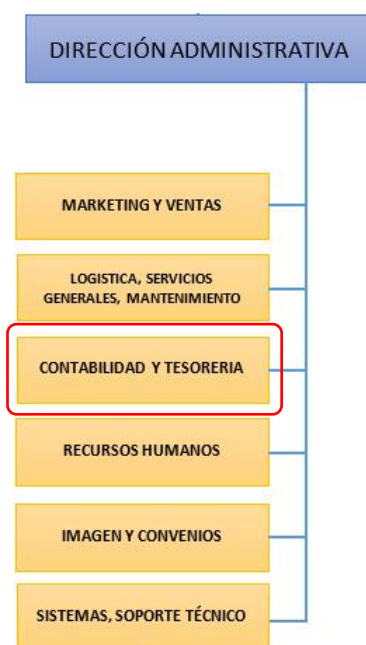 DIRECCIÓN ADMINISTRATIVA
MARKETING Y VENTAS
LOGISTICA, SERVICIOS
GENERALES, MANTENIMIENTO
CONTABILIDAD Y TESORERIA
RECURSOS HUMANOS
IMAGEN Y CONVENIOS
SISTEMAS, SOPORTE TÉCNICO